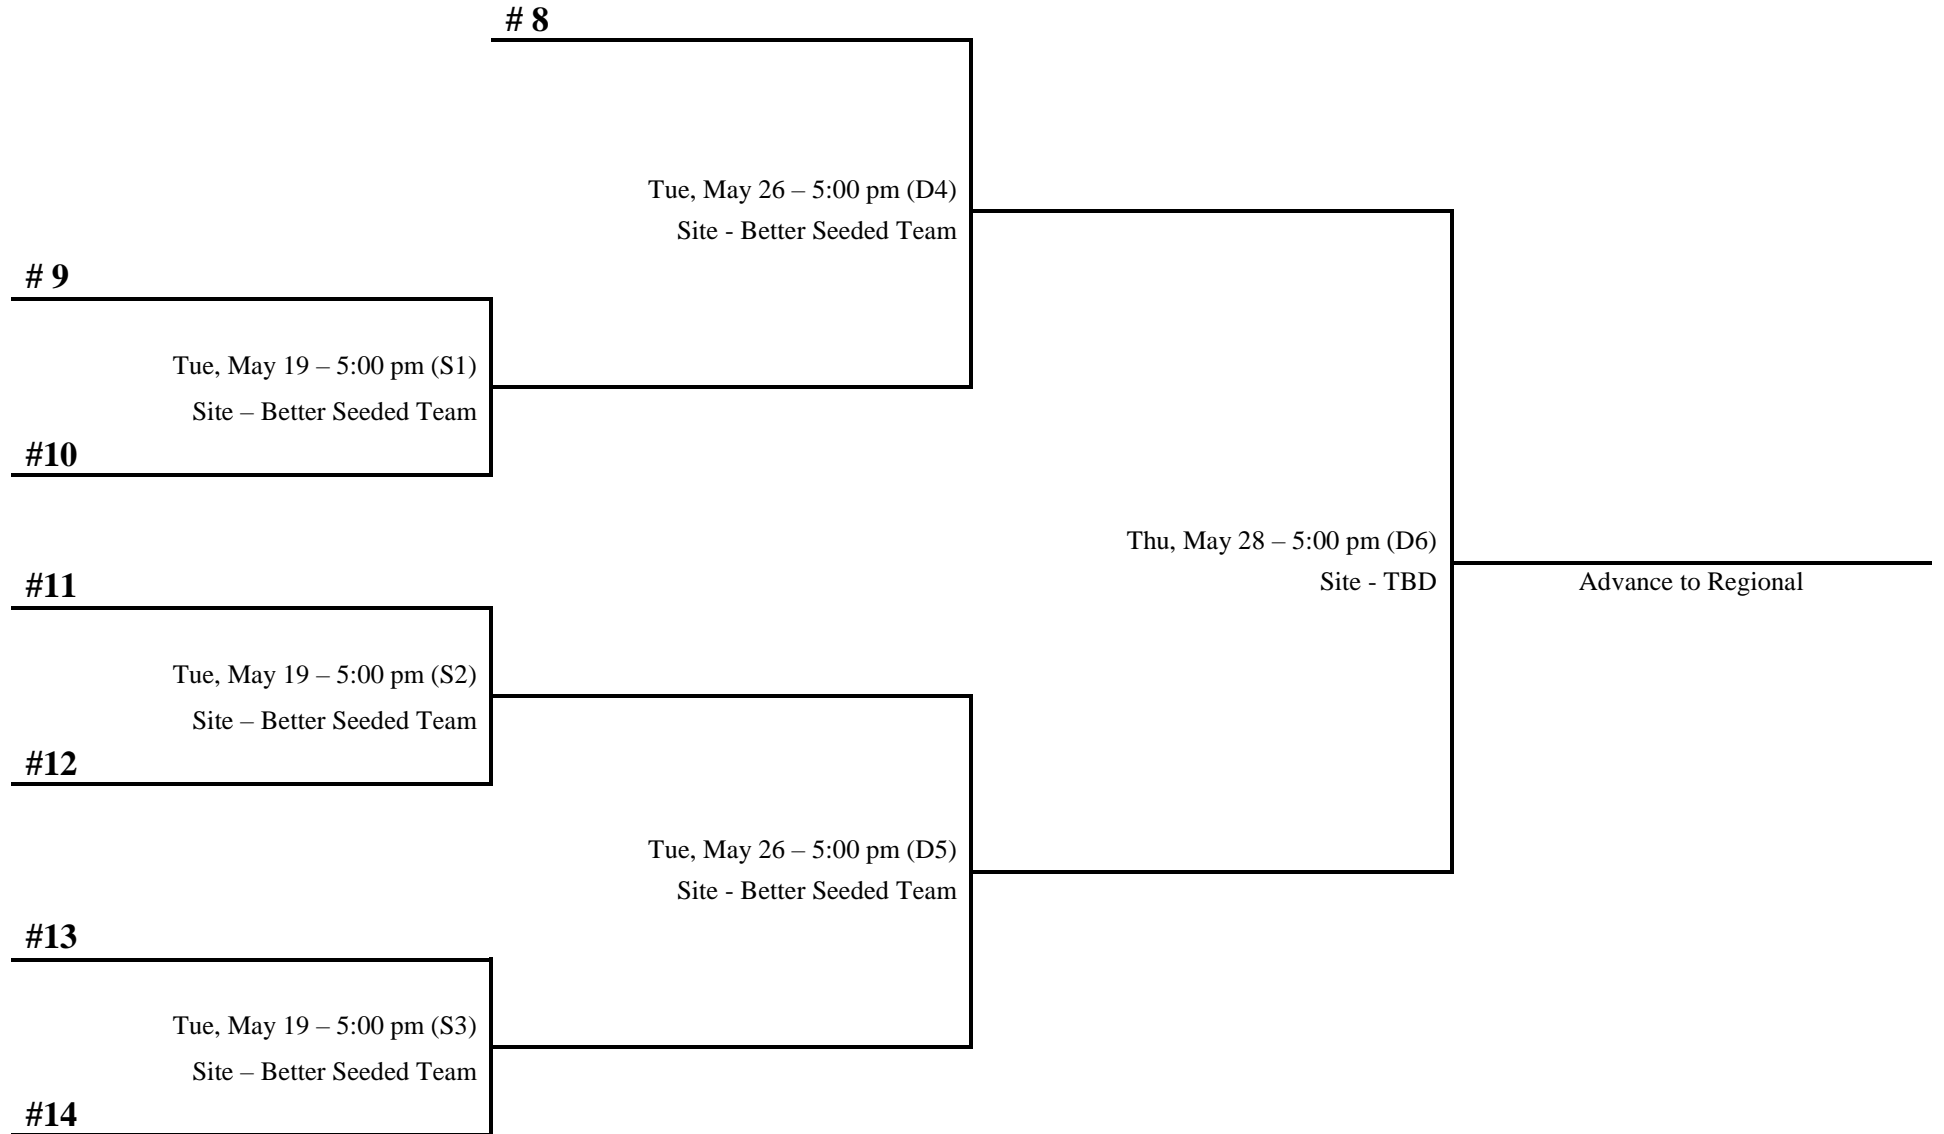 # 8
Tue, May 26 – 5:00 pm (D4)
Site - Better Seeded Team
# 9
Tue, May 19 – 5:00 pm (S1)
Site – Better Seeded Team
#10
Thu, May 28 – 5:00 pm (D6)
Site - TBD
Advance to Regional
#11
Tue, May 19 – 5:00 pm (S2)
Site – Better Seeded Team
#12
Tue, May 26 – 5:00 pm (D5)
Site - Better Seeded Team
#13
Tue, May 19 – 5:00 pm (S3)
Site – Better Seeded Team
#14